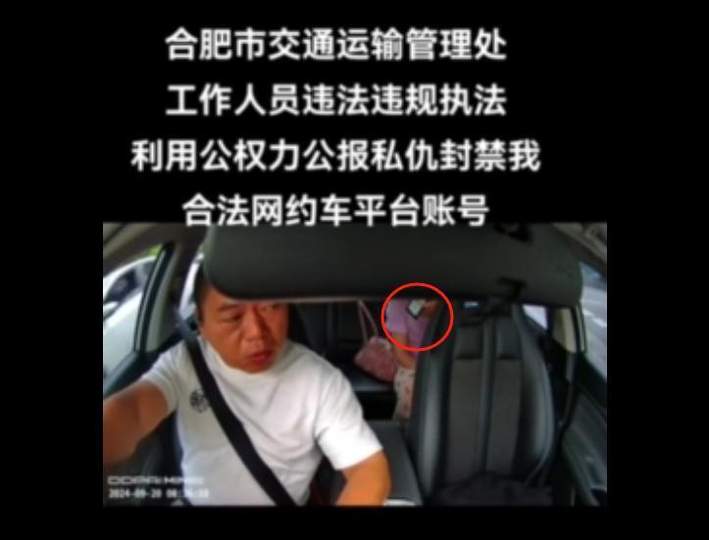 合肥市交通运输管理处
工作人员违法违规执法
利用公权力公报私仇封禁我
合法网约车平台账号
DDPAI MINI